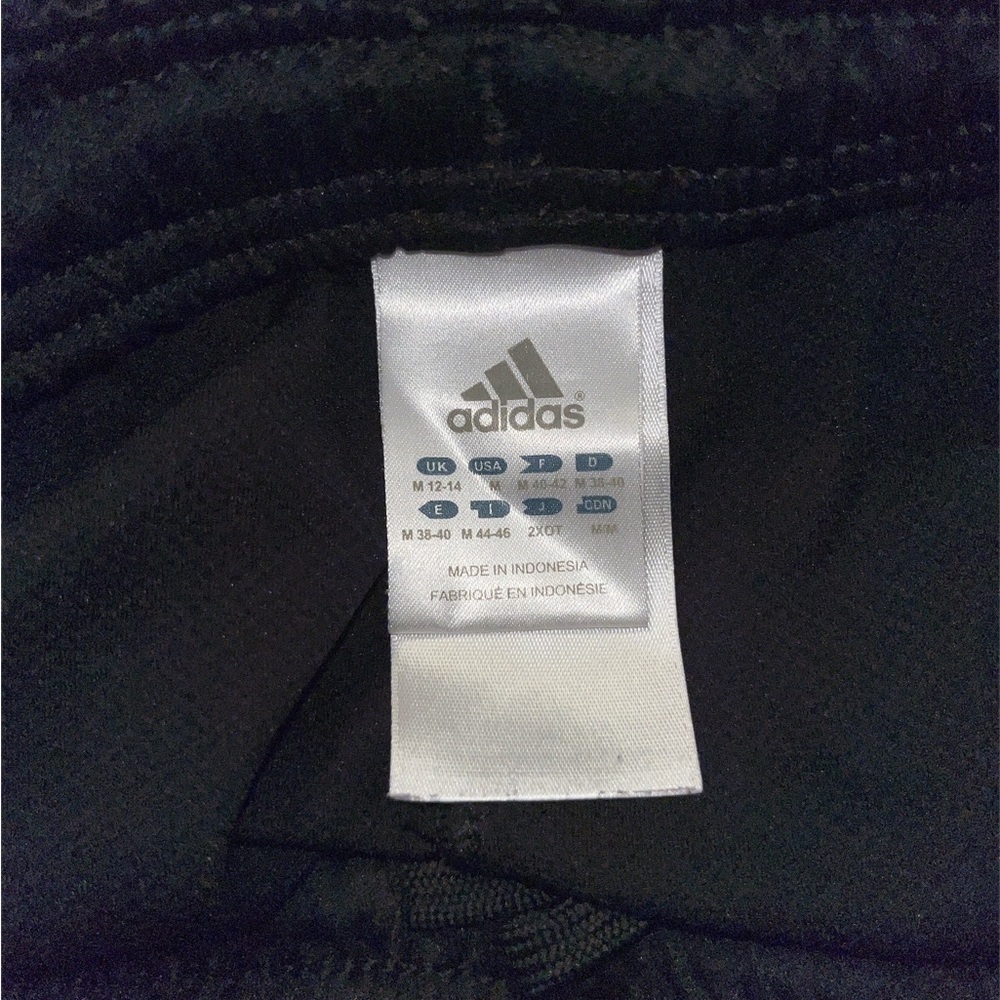 adidas®
UK USA F D
M 12-14 M M 40-42 M 38-40
E I J CDN
M 38-40 M 44-46 2XOT M/M
MADE IN INDONESIA
FABRIQUÉ EN INDONÉSIE